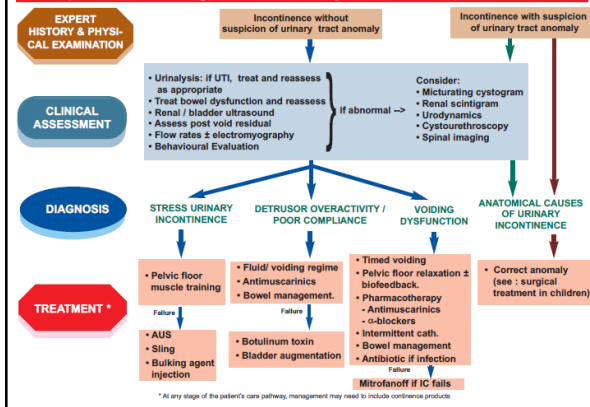 EXPERT
HISTORY & PHYSI-
CAL EXAMINATION
Incontinence without
suspicion of urinary tract anomaly
Incontinence with suspicion
of urinary tract anomaly
CLINICAL
ASSESSMENT
• Urinalysis: if UTI, treat and reassess
as appropriate
• Treat bowel dysfunction and reassess
• Renal / bladder ultrasound
• Assess post void residual
• Flow rates ± electromyography
• Behavioural Evaluation
if abnormal -->
Consider:
• Micturating cystogram
• Renal scintigram
• Urodynamics
• Cystourethroscopy
• Spinal imaging
DIAGNOSIS
STRESS URINARY
INCONTINENCE
DETRUSOR OVERACTIVITY /
POOR COMPLIANCE
VOIDING
DYSFUNCTION
ANATOMICAL CAUSES
OF URINARY
INCONTINENCE
TREATMENT *
• Pelvic floor
muscle training
Failure
• AUS
• Sling
• Bulking agent
injection
• Fluid/ voiding regime
• Antimuscarinics
• Bowel management.
Failure
• Botulinum toxin
• Bladder augmentation
• Timed voiding
• Pelvic floor relaxation ±
biofeedback.
• Pharmacotherapy
- Antimuscarinics
- α-blockers
• Intermittent cath.
• Bowel management
• Antibiotic if infection
Failure
Mitrofanoff if IC fails
• Correct anomaly
(see : surgical
treatment in children)
* At any stage of the patient's care pathway, management may need to include continence products